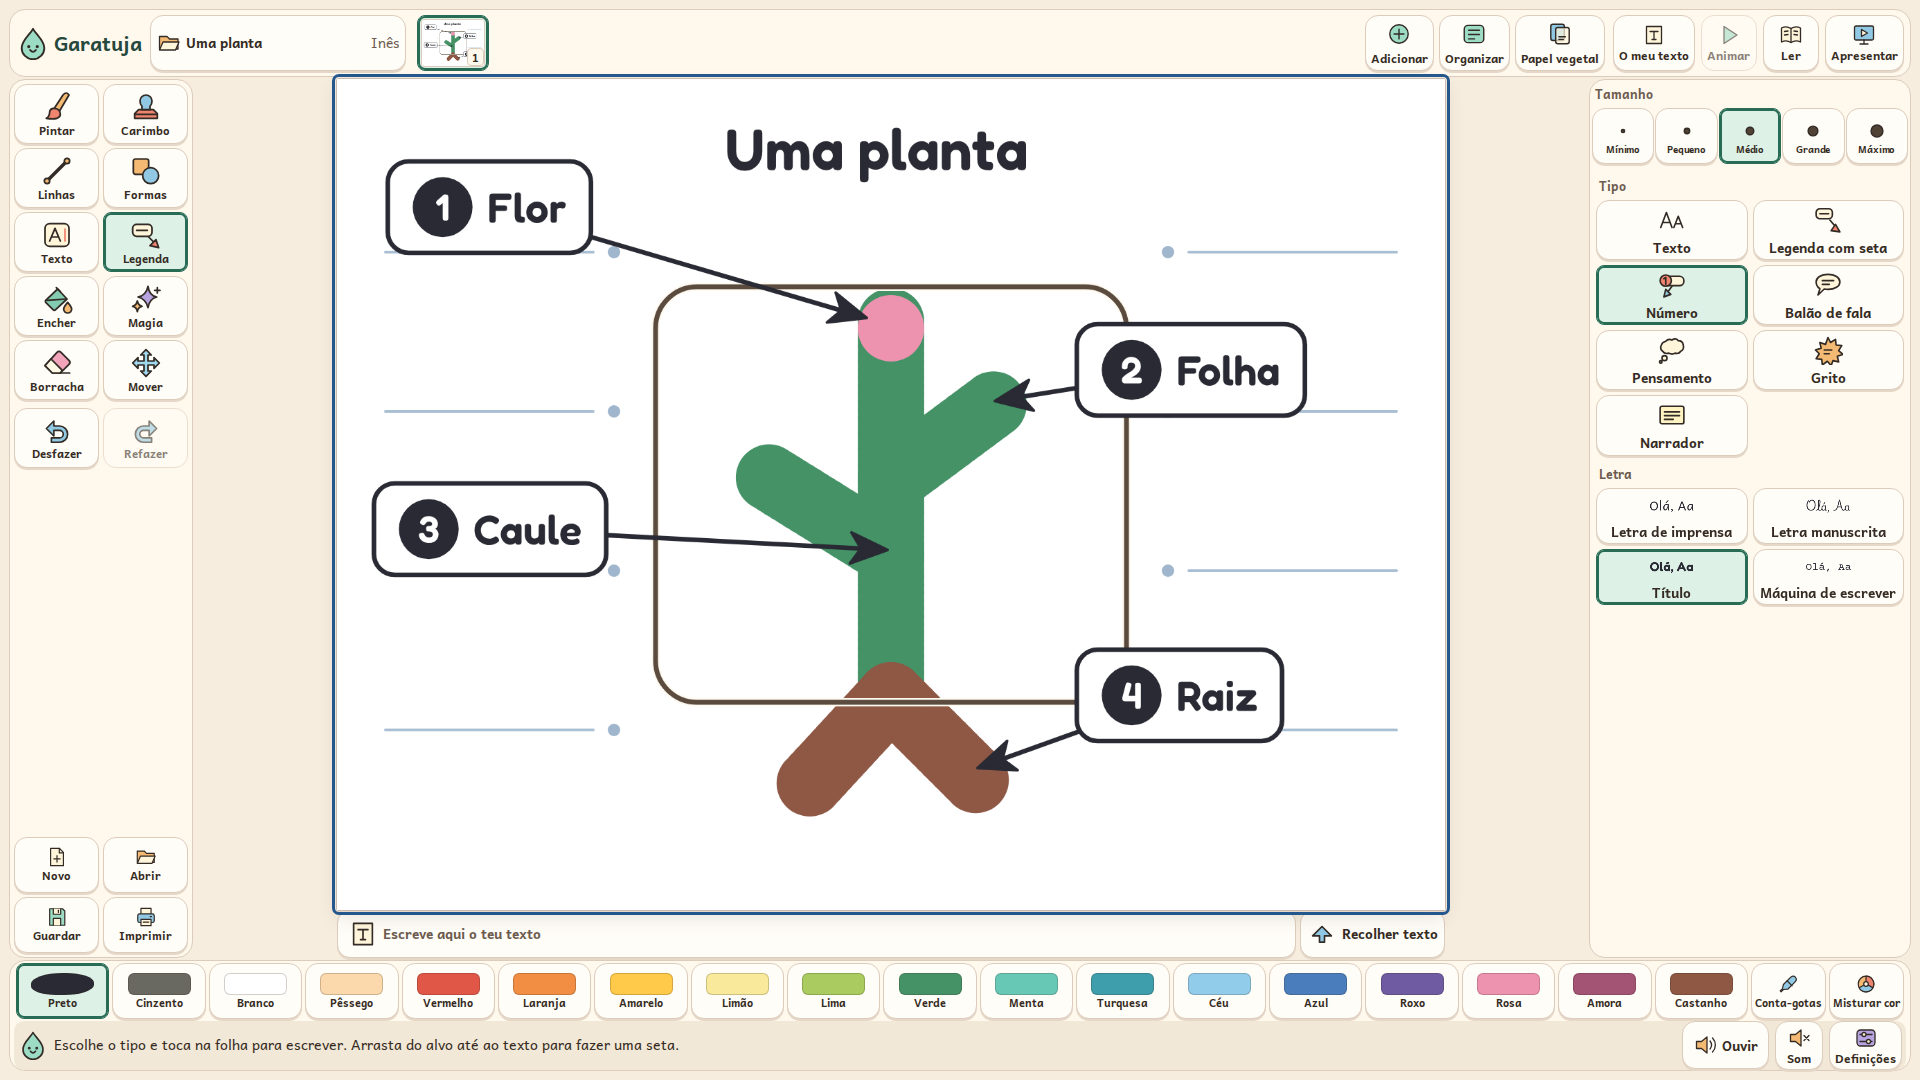 Garatuja
Uma planta
Inês
1
Adicionar
Organizar
Papel vegetal
O meu texto
Animar
Ler
Apresentar
Pintar
Carimbo
Linhas
Formas
Texto
Legenda
Encher
Magia
Borracha
Mover
Desfazer
Refazer
Novo
Abrir
Guardar
Imprimir
Uma planta
1 Flor
2 Folha
3 Caule
4 Raiz
Escreve aqui o teu texto
Recolher texto
Tamanho
Mínimo
Pequeno
Médio
Grande
Máximo
Tipo
Texto
Legenda com seta
Número
Balão de fala
Pensamento
Grito
Narrador
Letra
Olá, Aa
Letra de imprensa
Olá, Aa
Letra manuscrita
Olá, Aa
Título
Olá, Aa
Máquina de escrever
Preto
Cinzento
Branco
Pêssego
Vermelho
Laranja
Amarelo
Limão
Lima
Verde
Menta
Turquesa
Céu
Azul
Roxo
Rosa
Amora
Castanho
Conta-gotas
Misturar cor
Escolhe o tipo e toca na folha para escrever. Arrasta do alvo até ao texto para fazer uma seta.
Ouvir
Som
Definições